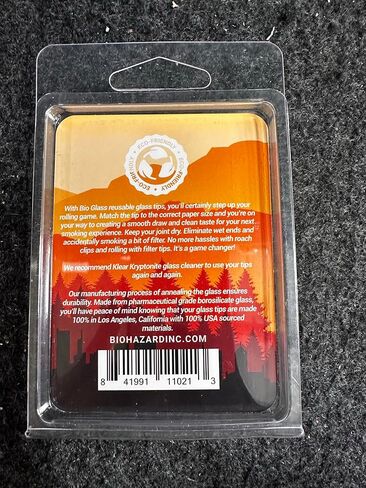 ECO-FRIENDLY • ECO-FRIENDLY • ECO-FRIENDLY •
With Bio Glass reusable glass tips, you'll certainly step up your
rolling game. Match the tip to the correct paper size and you're on
your way to creating a smooth draw and clean taste for your next
smoking experience. Keep your joint dry. Eliminate wet ends and
accidentally smoking a bit of filter. No more hassles with roach
clips and rolling with filter tips. It's a game changer!
We recommend Klear Kryptonite glass cleaner to use your tips
again and again.
Our manufacturing process of annealing the glass ensures
durability. Made from pharmaceutical grade borosilicate glass,
you'll have peace of mind knowing that your glass tips are made
100% in Los Angeles, California with 100% USA sourced
materials.
BIOHAZARDINC.COM
8 41991 11021 3